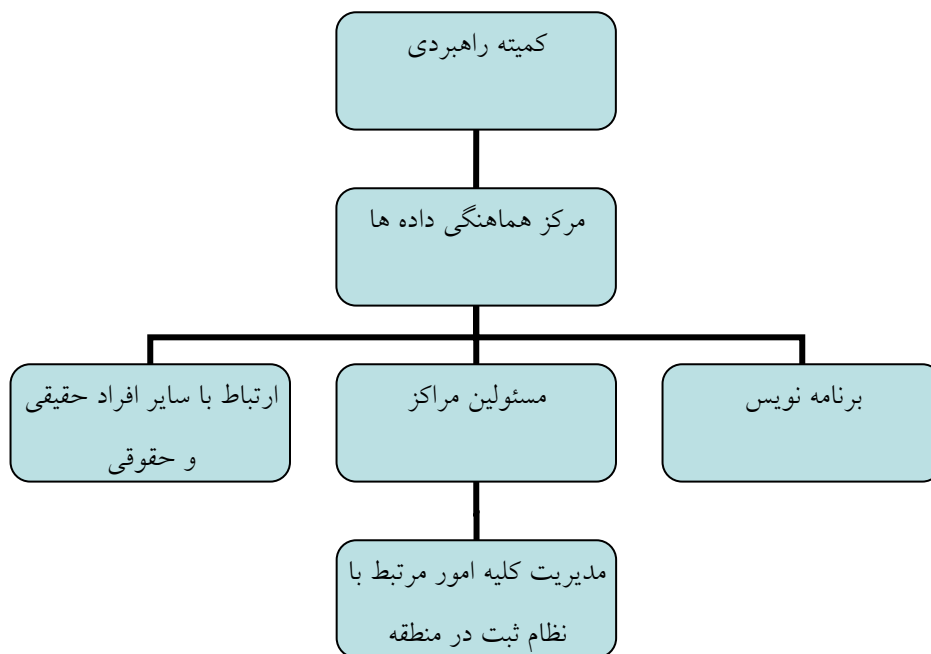 کمیته راهبردی
مرکز هماهنگی داده ها
برنامه نویس
مسئولین مراکز
ارتباط با سایر افراد حقیقی
و حقوقی
مدیریت کلیه امور مرتبط با
نظام ثبت در منطقه